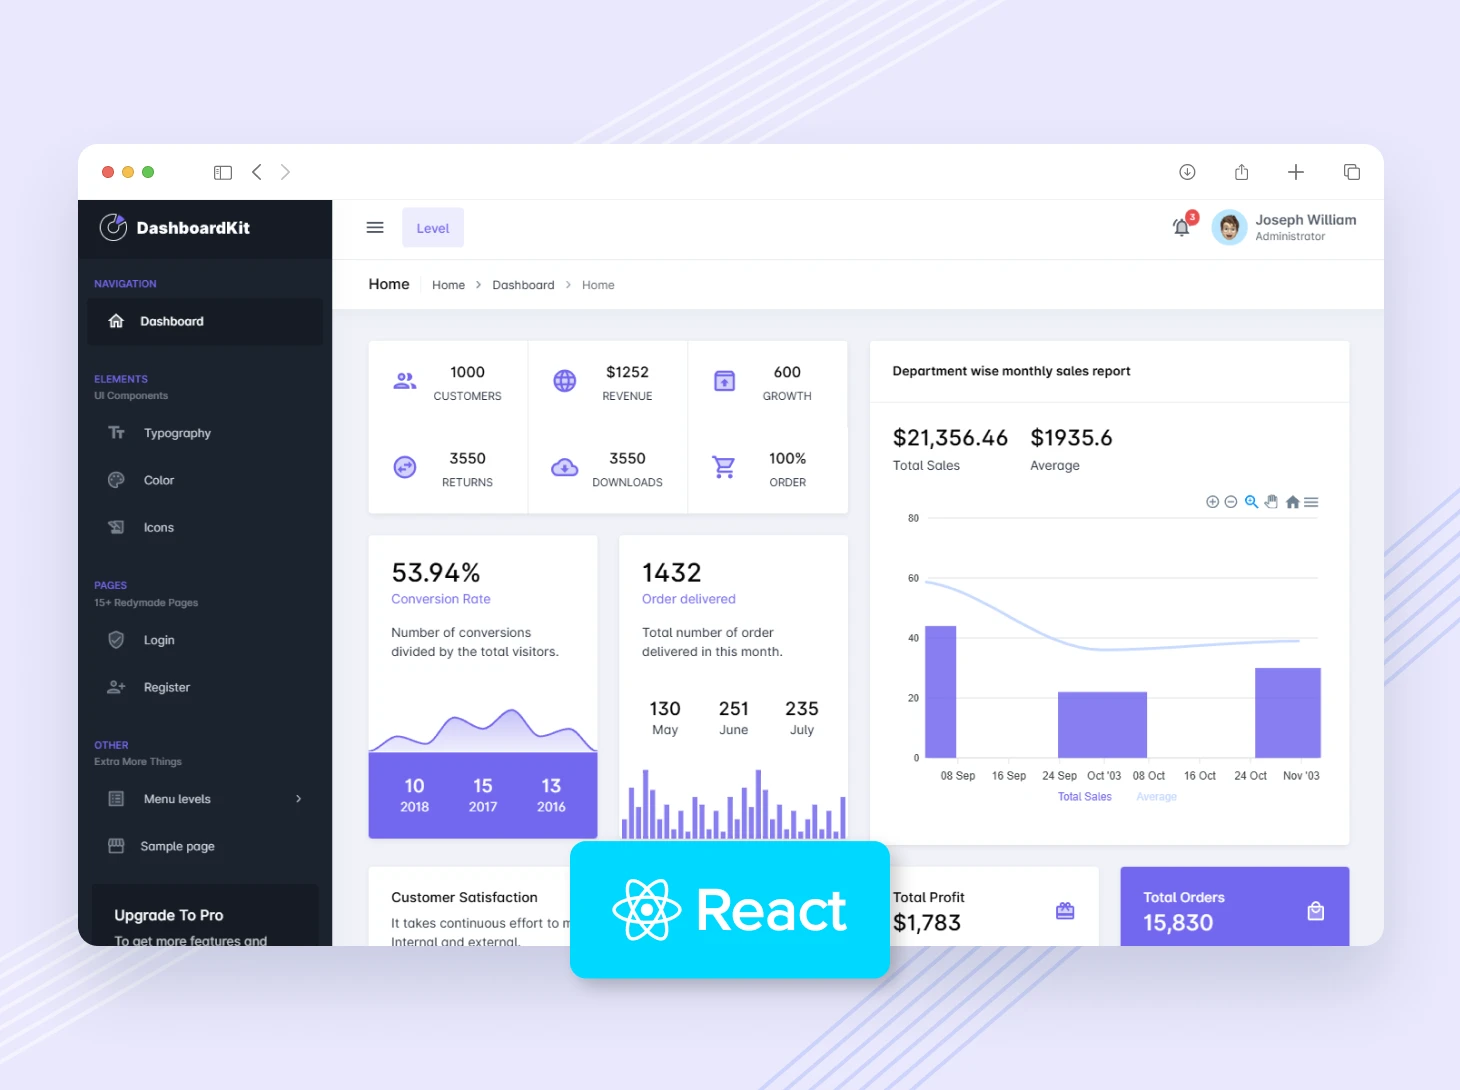 DashboardKit
Level
3
Joseph William
Administrator
NAVIGATION
Dashboard
ELEMENTS
UI Components
Typography
Color
Icons
PAGES
15+ Redymade Pages
Login
Register
OTHER
Extra More Things
Menu levels
Sample page
Upgrade To Pro
To get more features and
Home
Home > Dashboard > Home
1000
CUSTOMERS
$1252
REVENUE
600
GROWTH
3550
RETURNS
3550
DOWNLOADS
100%
ORDER
53.94%
Conversion Rate
Number of conversions
divided by the total visitors.
10
2018
15
2017
13
2016
1432
Order delivered
Total number of order
delivered in this month.
130
May
251
June
235
July
Department wise monthly sales report
$21,356.46
Total Sales
$1935.6
Average
80
60
40
20
0
08 Sep 16 Sep 24 Sep Oct '03 08 Oct 16 Oct 24 Oct Nov '03
Total Sales Average
Customer Satisfaction
It takes continuous effort to m
Internal and external.
React
Total Profit
$1,783
Total Orders
15,830